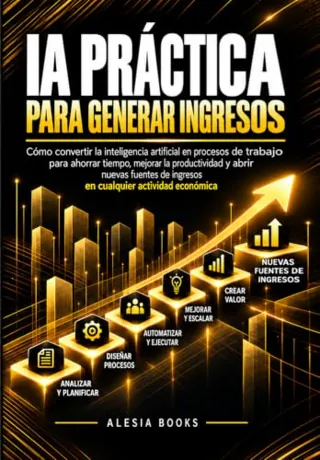 IA PRÁCTICA
PARA GENERAR INGRESOS
Cómo convertir la inteligencia artificial en procesos de trabajo
para ahorrar tiempo, mejorar la productividad y abrir
nuevas fuentes de ingresos
en cualquier actividad económica
NUEVAS
FUENTES DE
INGRESOS
CREAR
VALOR
MEJORAR
Y ESCALAR
AUTOMATIZAR
Y EJECUTAR
DISEÑAR
PROCESOS
ANALIZAR
Y PLANIFICAR
ALESIA BOOKS